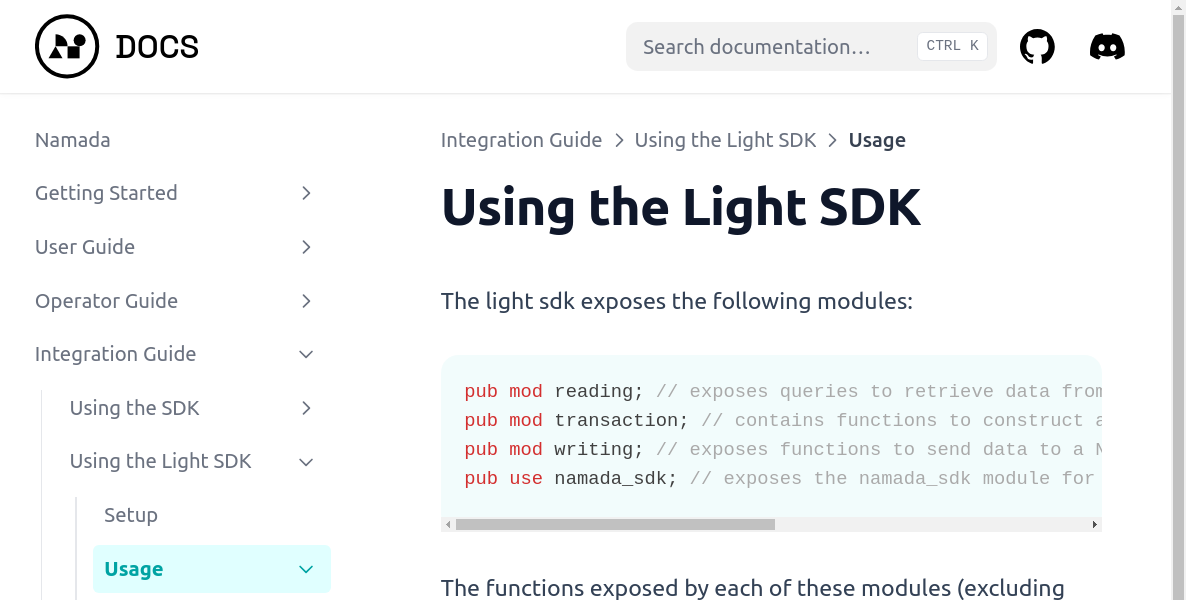 DOCS
Search documentation…
CTRL K
Namada
Getting Started
User Guide
Operator Guide
Integration Guide
Using the SDK
Using the Light SDK
Setup
Usage
Integration Guide > Using the Light SDK > Usage
Using the Light SDK
The light sdk exposes the following modules:
pub mod reading; // exposes queries to retrieve data from
pub mod transaction; // contains functions to construct
pub mod writing; // exposes functions to send data to a
pub use namada_sdk; // exposes the namada_sdk module for
The functions exposed by each of these modules (excluding